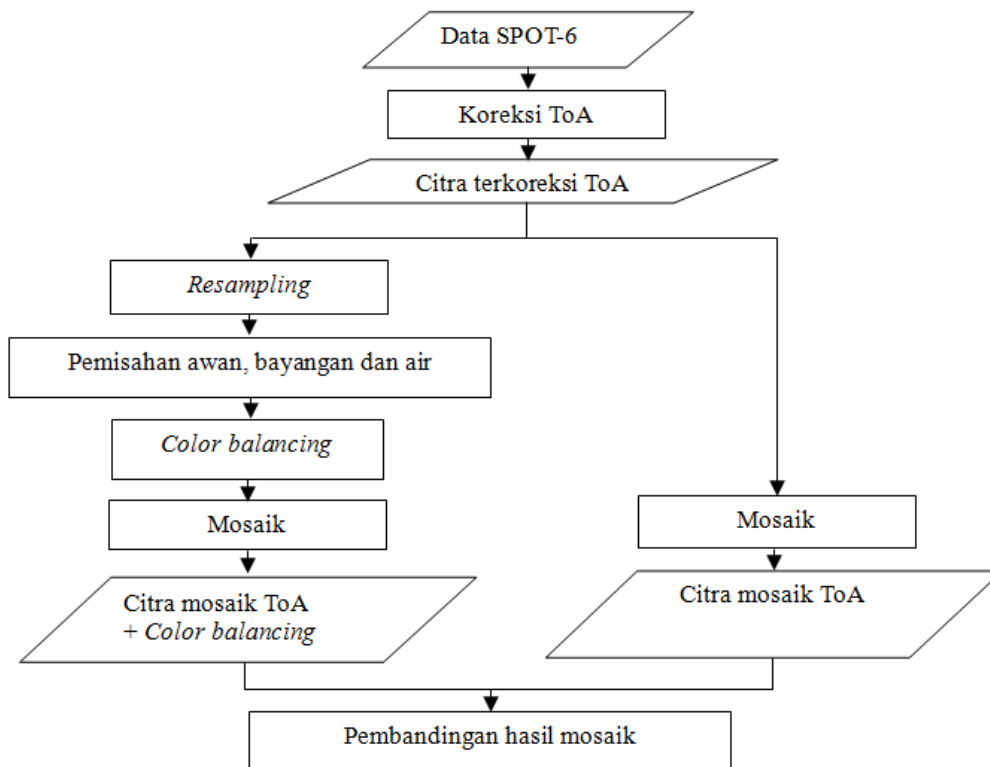 Data SPOT-6
Koreksi ToA
Citra terkoreksi ToA
Resampling
Pemisahan awan, bayangan dan air
Color balancing
Mosaik
Citra mosaik ToA
+ Color balancing
Mosaik
Citra mosaik ToA
Pembandingan hasil mosaik